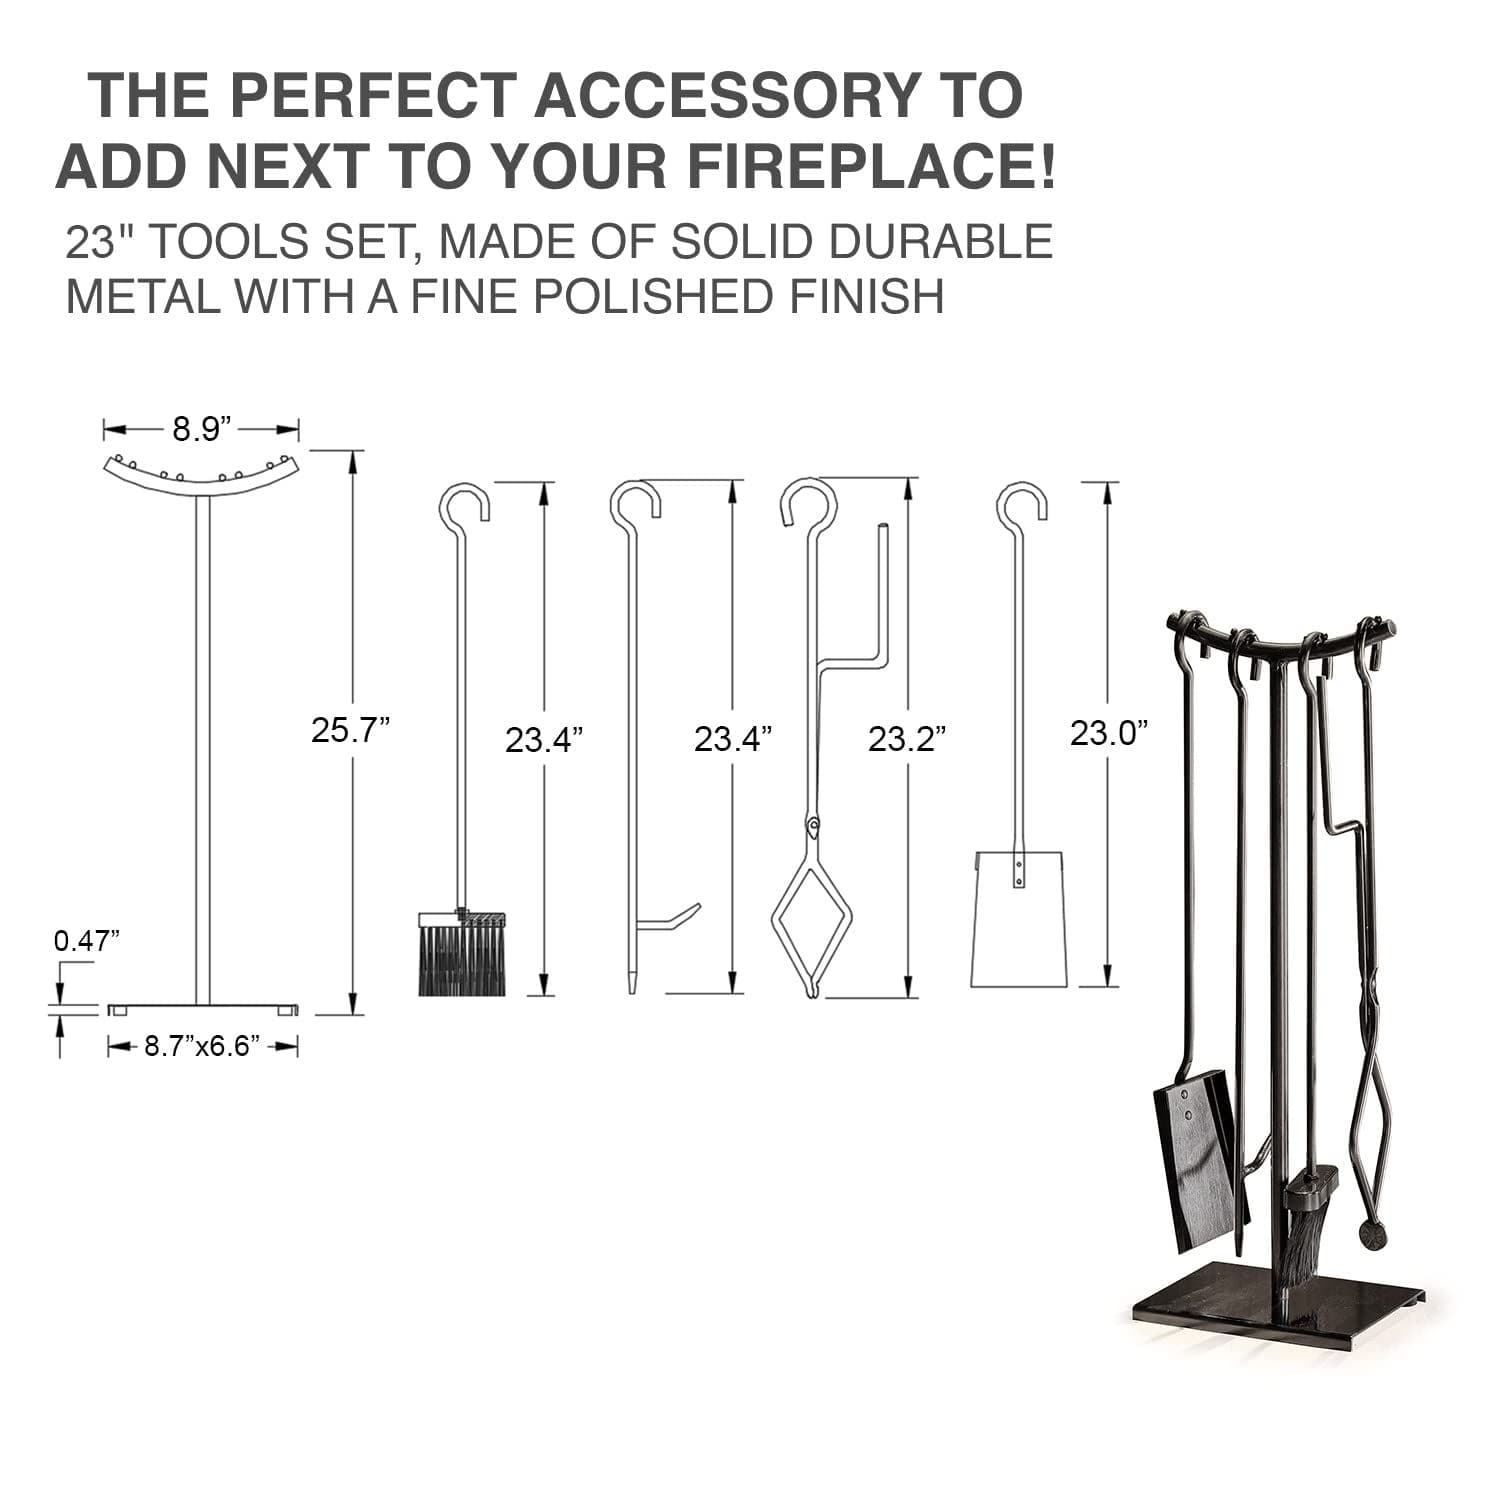 THE PERFECT ACCESSORY TO
ADD NEXT TO YOUR FIREPLACE!
23" TOOLS SET, MADE OF SOLID DURABLE
METAL WITH A FINE POLISHED FINISH
8.9”
25.7”
23.4”
23.4”
23.2”
23.0”
0.47”
8.7”x6.6”